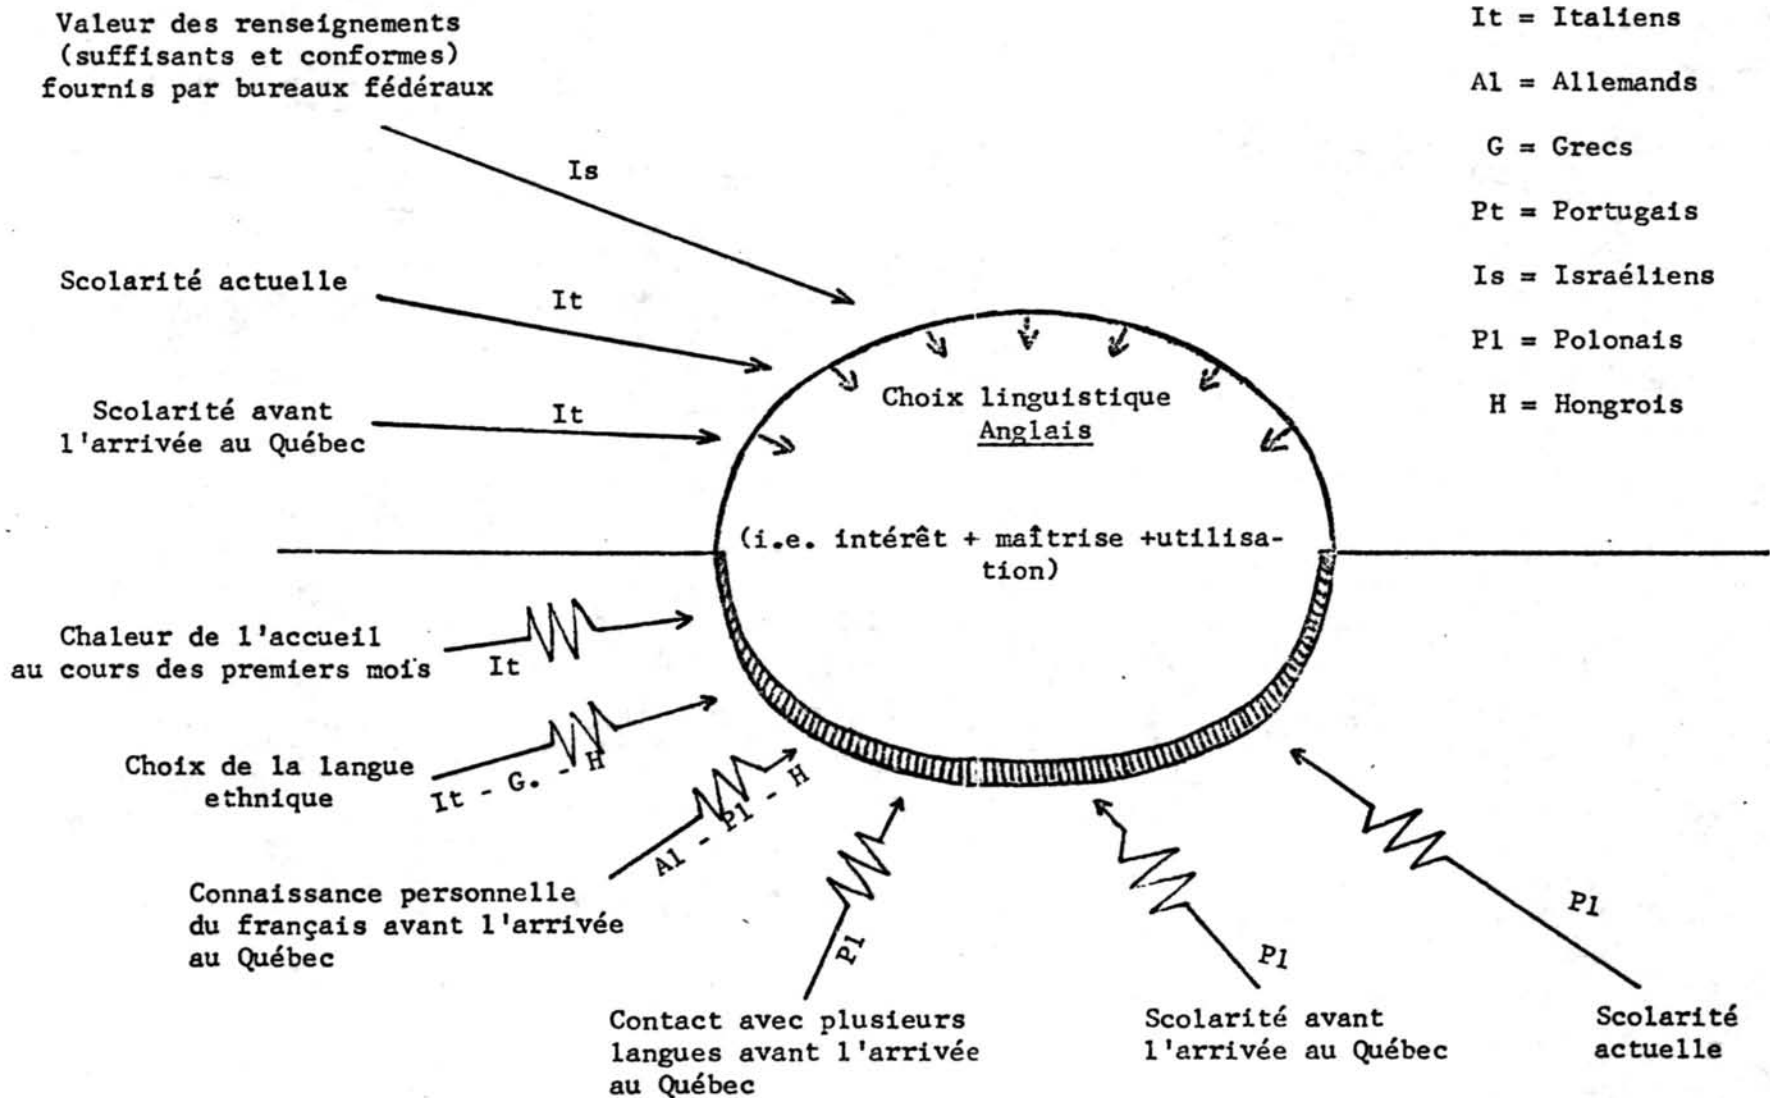 Valeur des renseignements
(suffisants et conformes)
fournis par bureaux fédéraux
Is
Scolarité actuelle
It
Scolarité avant
l'arrivée au Québec
It
It = Italiens
Al = Allemands
G = Grecs
Pt = Portugais
Is = Israéliens
Pl = Polonais
H = Hongrois
Choix linguistique
Anglais
(i.e. intérêt + maîtrise +utilisa-
tion)
Chaleur de l'accueil
au cours des premiers mois
It
Choix de la langue
ethnique
It - G. - H
Connaissance personnelle
du français avant l'arrivée
au Québec
Al - Pl - H
Contact avec plusieurs
langues avant l'arrivée
au Québec
Pl
Scolarité avant
l'arrivée au Québec
Pl
Scolarité
actuelle
Pl